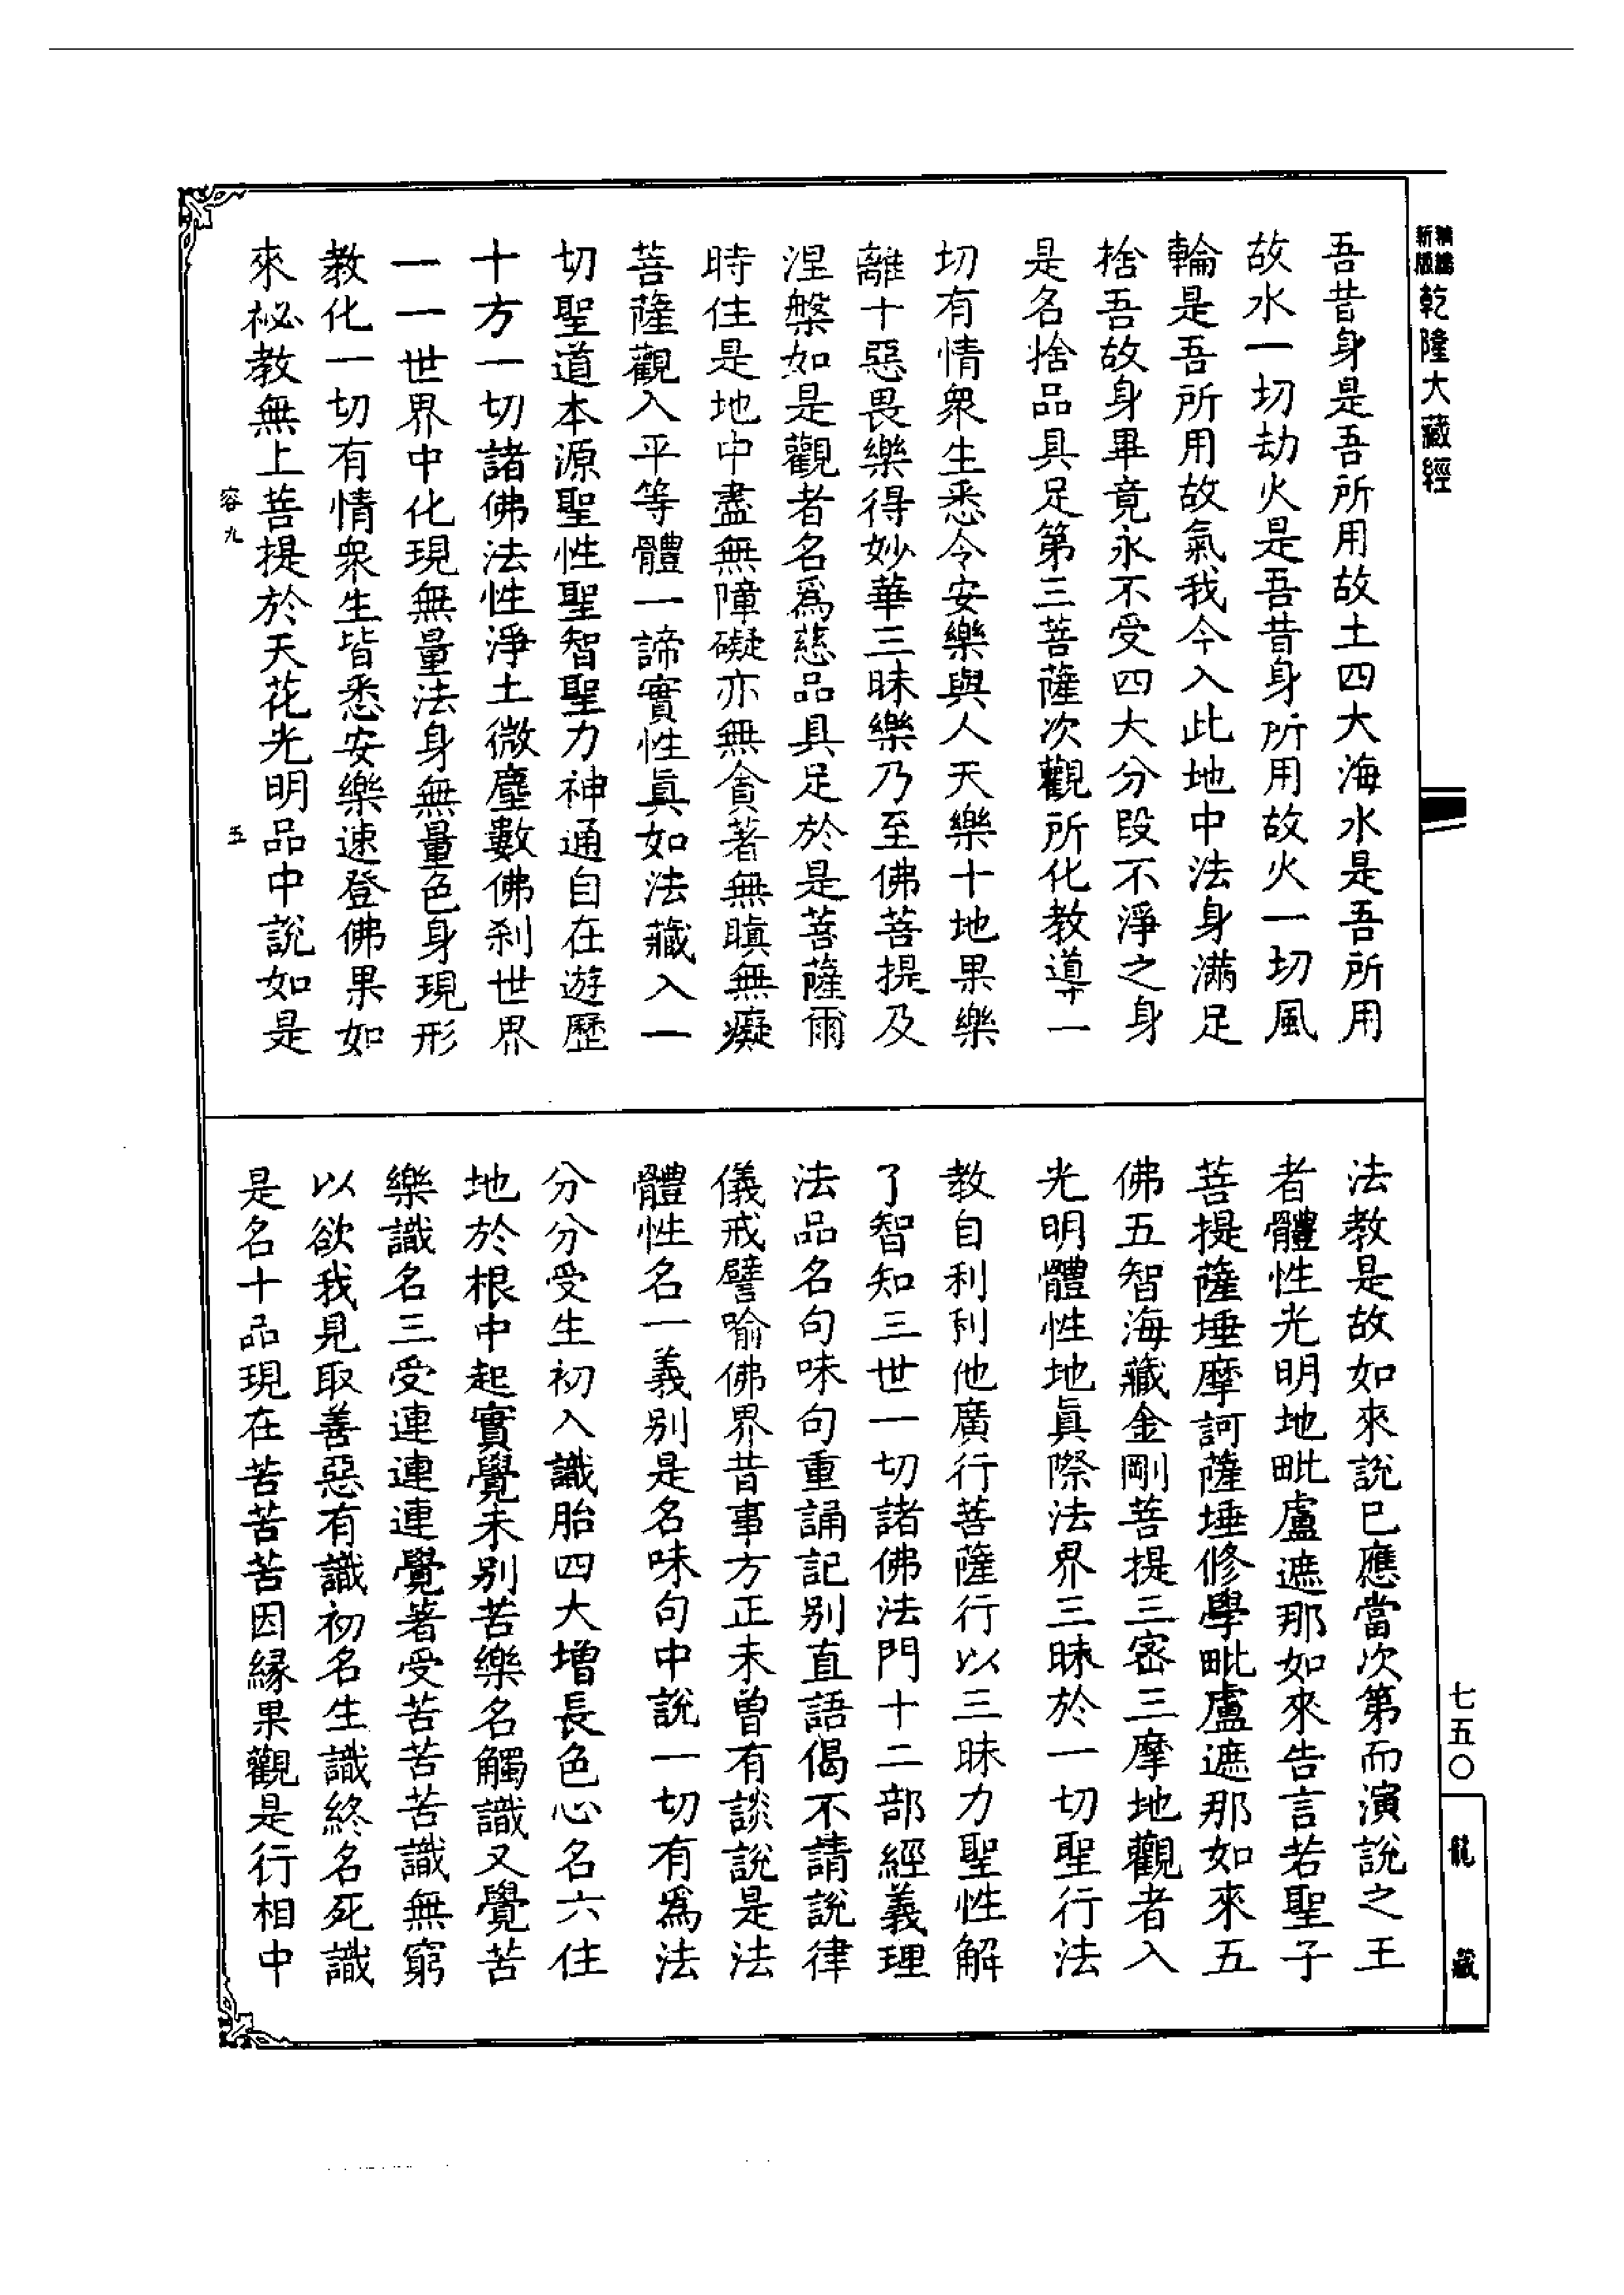 新版
精縮
乾隆大藏經
吾昔身是吾所用故土四大海水是吾所用
故水一切劫火是吾昔身所用故火一切風
輪是吾所用故氣我今入此地中法身滿足
捨吾故身畢竟永不受四大分段不淨之身
是名捨品具足第三菩薩次觀所化教導一
切有情衆生悉令安樂與人天樂十地果樂
離十惡畏樂得妙華三昧樂乃至佛菩提及
涅槃如是觀者名爲慈品具足於是菩薩爾
時住是地中盡無障礙亦無貪著無瞋無癡
菩薩觀入平等體一諦實性眞如法藏入一
切聖道本源聖性聖智聖力神通自在遊歷
十方一切諸佛法性淨土微塵數佛刹世界
一一世界中化現無量法身無量色身現形
教化一切有情衆生皆悉安樂速登佛果如
來祕教無上菩提於天花光明品中說如是
容九
五
法教是故如來說已應當次第而演說之王
者體性光明地毗盧遮那如來告言若聖子
菩提薩埵摩訶薩埵修學毗盧遮那如來五
佛五智海藏金剛菩提三密三摩地觀者入
光明體性地眞際法界三昧於一切聖行法
教自利利他廣行菩薩行以三昧力聖性解
了智知三世一切諸佛法門十二部經義理
法品名句味句重誦記別直語偈不請說律
儀戒譬喻佛界昔事方正未曾有談說是法
體性名一義別是名味句中說一切有爲法
分分受生初入識胎四大增長色心名六住
地於根中起實覺未別苦樂名觸識又覺苦
樂識名三受連連連覺著受苦苦苦識無窮
以欲我見取善惡有識初名生識終名死識
是名十品現在苦苦苦因緣果觀是行相中
七五〇
龍藏